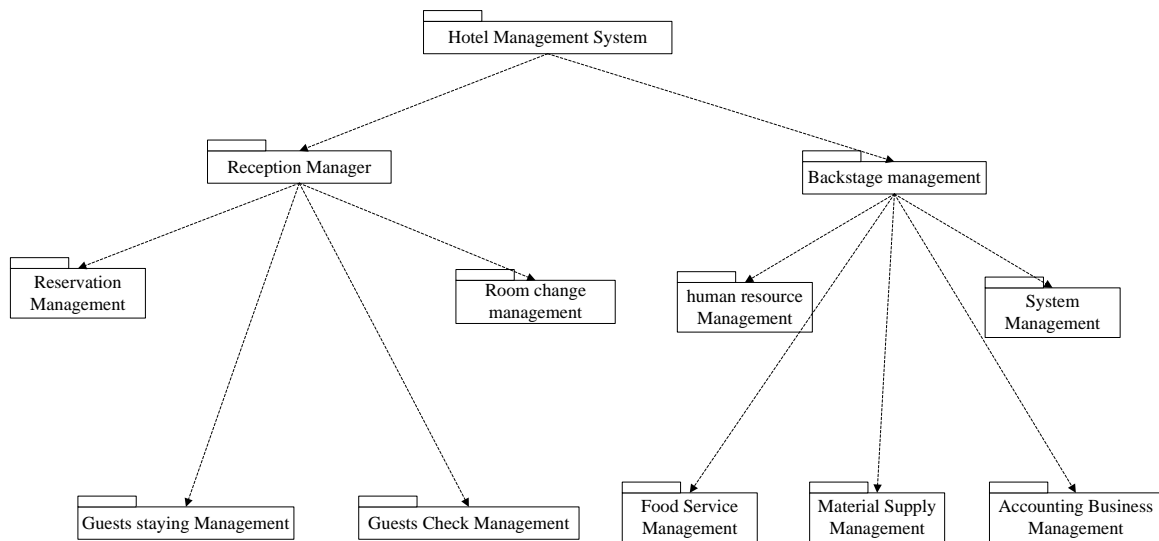 Hotel Management System
Reception Manager
Backstage management
Reservation
Management
Room change
management
human resource
Management
System
Management
Guests staying Management
Guests Check Management
Food Service
Management
Material Supply
Management
Accounting Business
Management